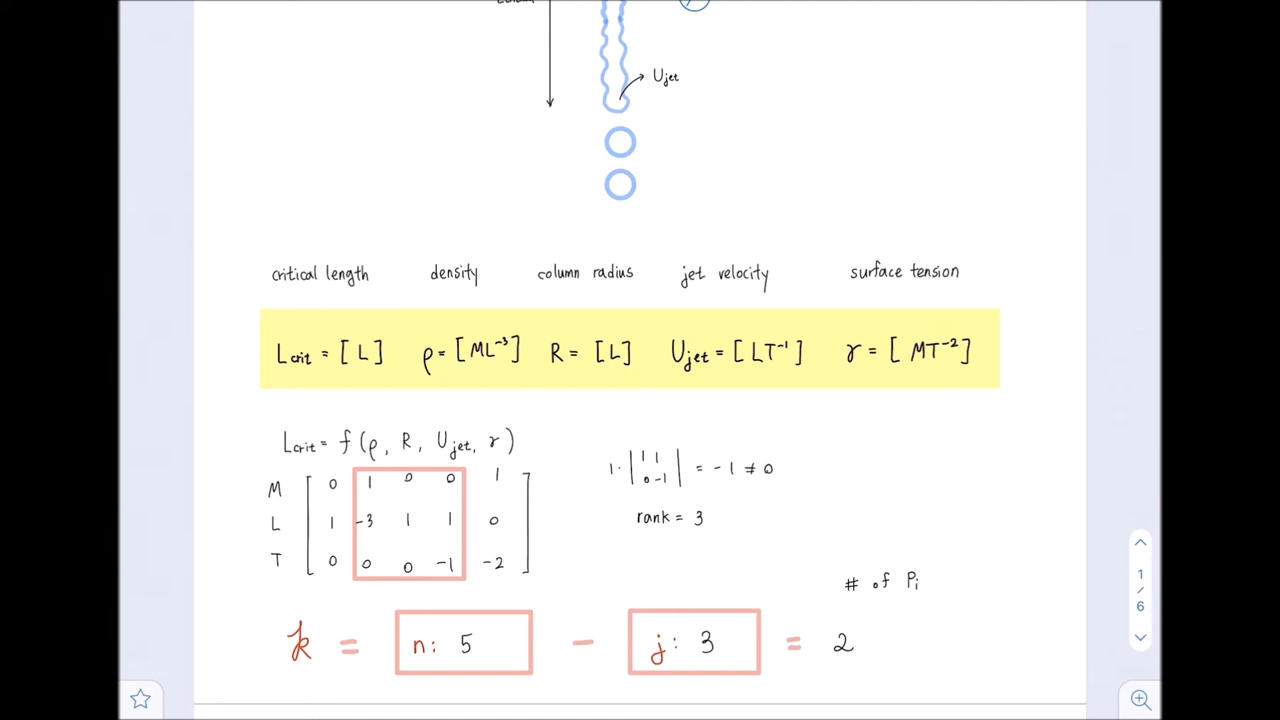 Ujet
critical length density column radius jet velocity surface tension
Lcrit = [L] ρ = [ML⁻³] R = [L] Ujet = [LT⁻¹] γ = [MT⁻²]
Lcrit = f(ρ, R, Ujet, γ)
M 0 1 0 0 1
L 1 -3 1 1 0
T 0 0 0 -1 -2
1· | 1 1 |
| 0 -1 | = -1 ≠ 0
rank = 3
# of Pi
k = n: 5 - j: 3 = 2
1
/
6